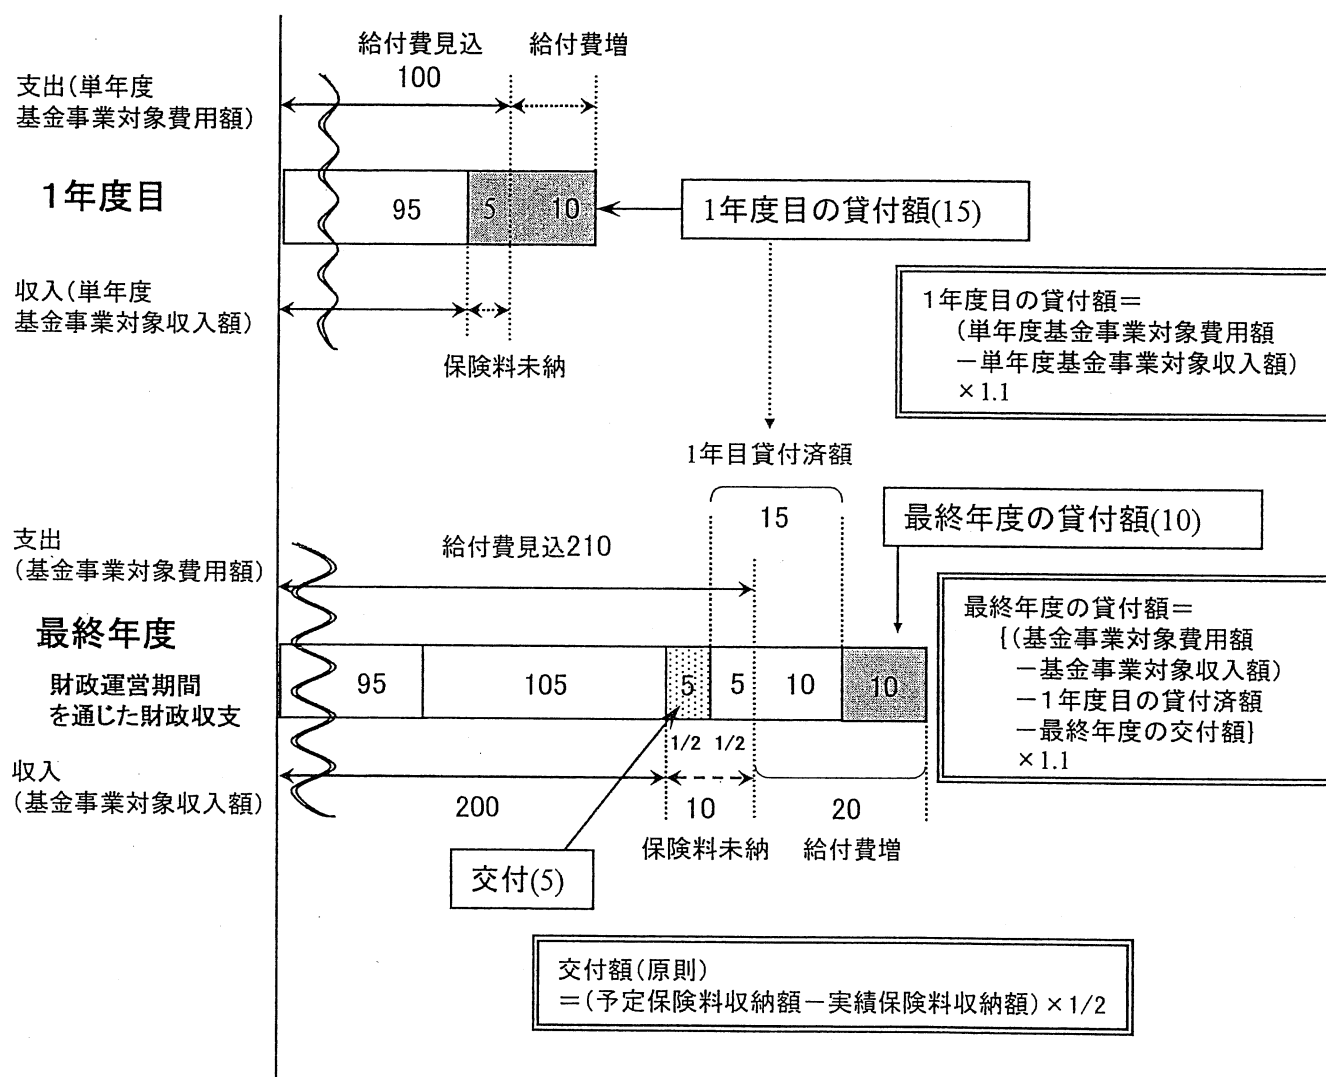 給付費見込
100
給付費増
支出(単年度
基金事業対象費用額)
1年度目
95
5
10
1年度目の貸付額(15)
収入(単年度
基金事業対象収入額)
保険料未納
1年度目の貸付額=
(単年度基金事業対象費用額
-単年度基金事業対象収入額)
×1.1
1年目貸付済額
15
最終年度の貸付額(10)
支出
(基金事業対象費用額)
給付費見込210
最終年度
財政運営期間
を通じた財政収支
95
105
5
5
10
10
1/2
1/2
最終年度の貸付額=
{(基金事業対象費用額
-基金事業対象収入額)
-1年度目の貸付済額
-最終年度の交付額}
×1.1
収入
(基金事業対象収入額)
200
10
20
保険料未納
給付費増
交付(5)
交付額(原則)
=(予定保険料収納額-実績保険料収納額)×1/2